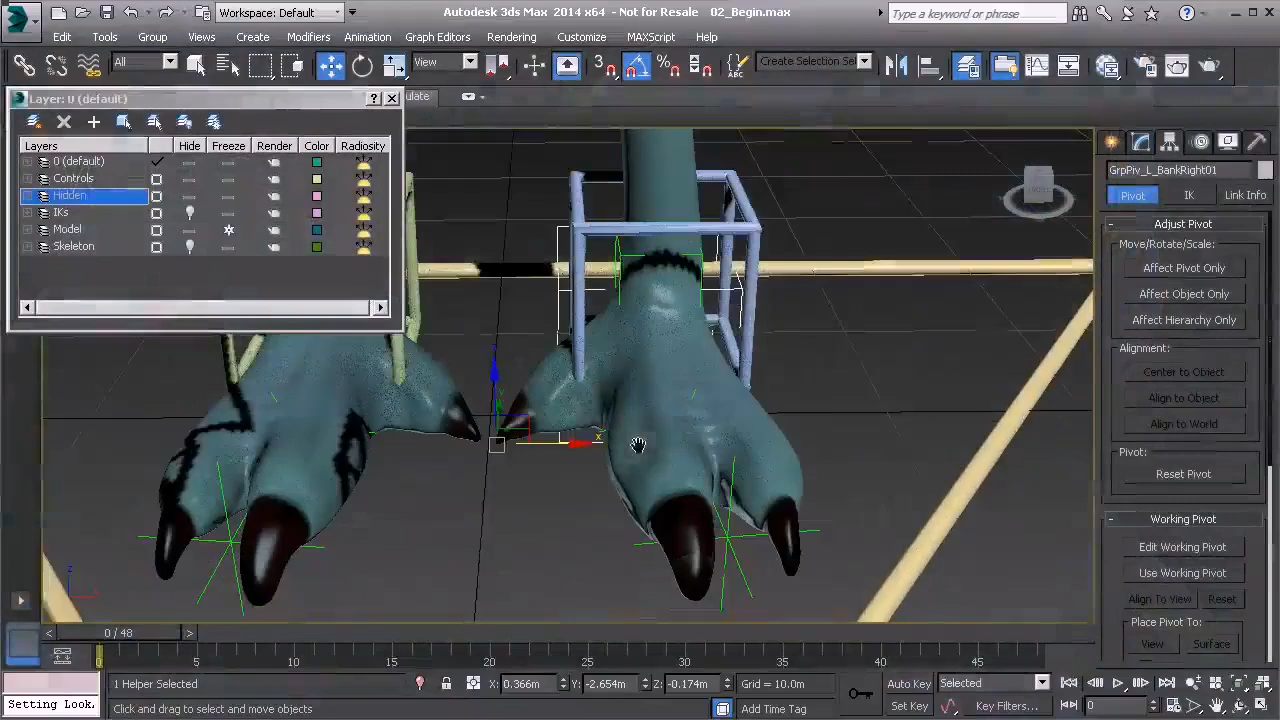 Autodesk 3ds Max 2014 x64 - Not for Resale 02_Begin.max
Workspace: Default
Type a keyword or phrase
Edit Tools Group Views Create Modifiers Animation Graph Editors Rendering Customize MAXScript Help
All
View
3
Create Selection Se
Layer: 0 (default)
ulate
Layers Hide Freeze Render Color Radiosity
0 (default)
Controls
Hidden
IKs
Model
Skeleton
GrpPiv_L_BankRight01
Pivot IK Link Info
Adjust Pivot
Move/Rotate/Scale:
Affect Pivot Only
Affect Object Only
Affect Hierarchy Only
Alignment:
Center to Object
Align to Object
Align to World
Pivot:
Reset Pivot
Working Pivot
Edit Working Pivot
Use Working Pivot
Align To View Reset
Place Pivot To:
View Surface
x
z
0 / 48
0 5 10 15 20 25 30 35 40 45
1 Helper Selected
X: 0.366m Y: -2.654m Z: -0.174m Grid = 10.0m
Auto Key Selected
Setting Look.
Click and drag to select and move objects
Add Time Tag
Set Key Key Filters...
0